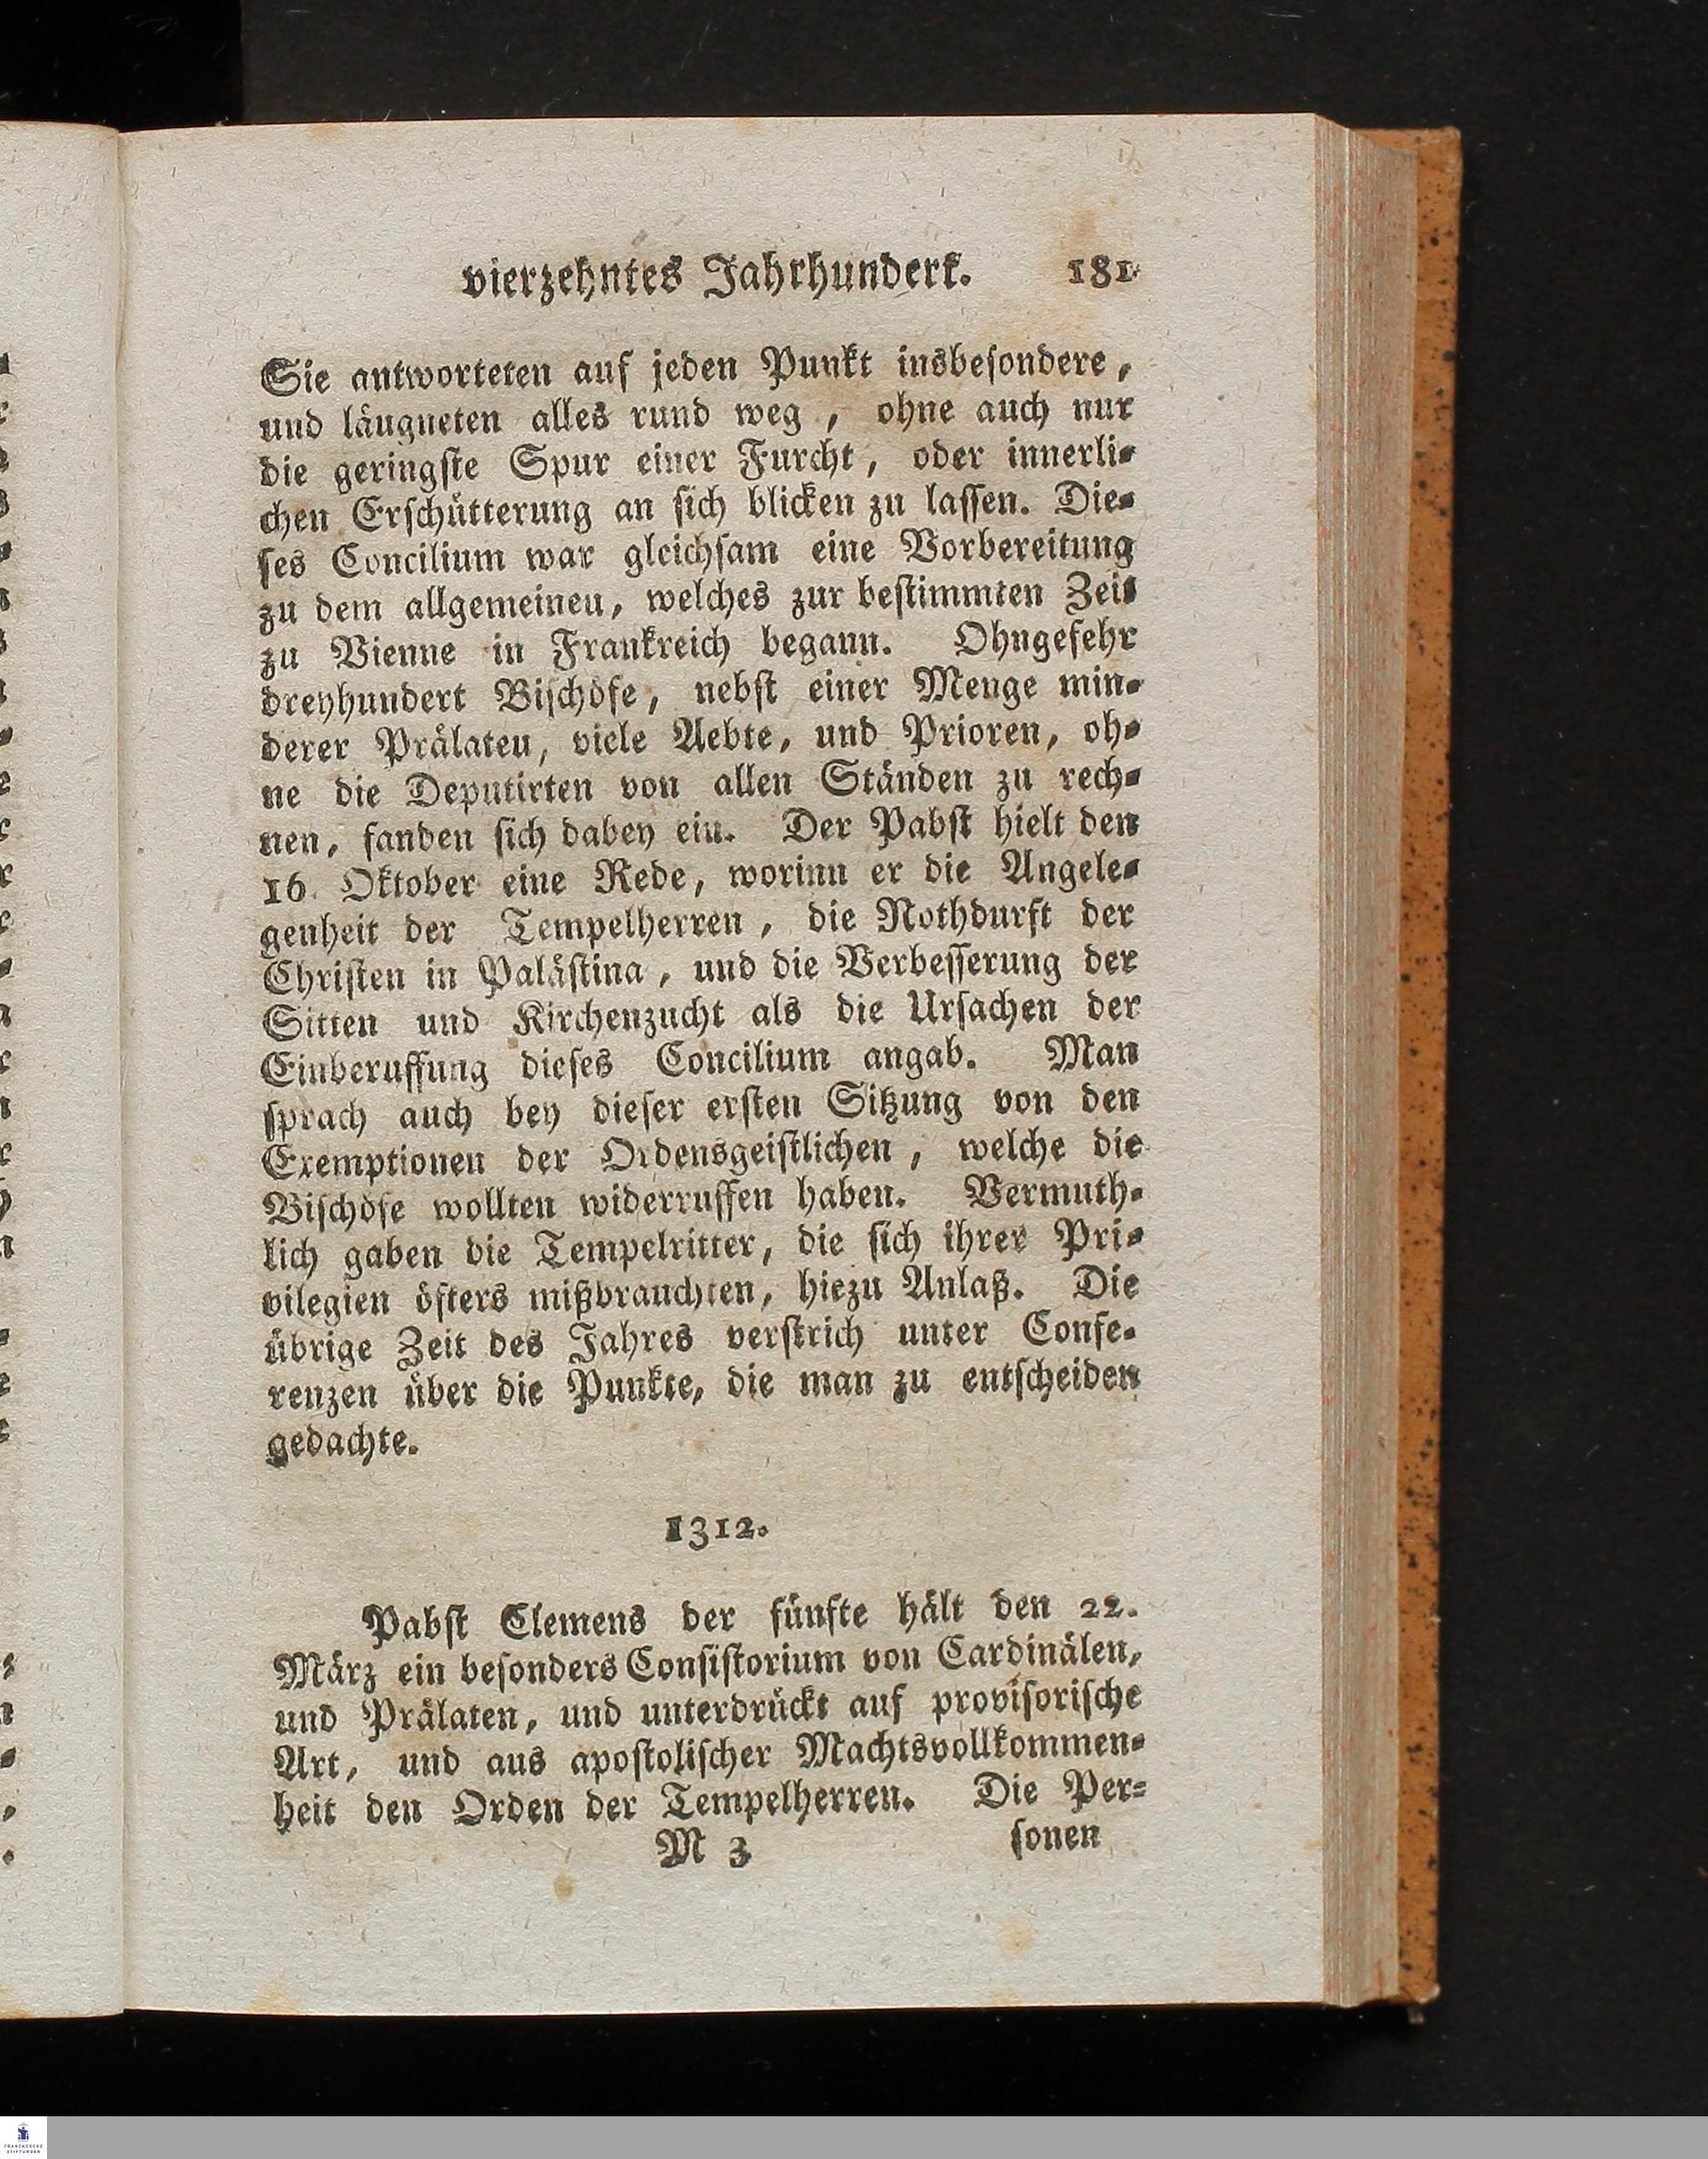 vierzehntes Jahrhundert. 181
Sie antworteten auf jeden Punkt insbesondere,
und läugneten alles rund weg, ohne auch nur
die geringste Spur einer Furcht, oder innerli-
chen Erschütterung an sich blicken zu lassen. Die-
ses Concilium war gleichsam eine Vorbereitung
zu dem allgemeinen, welches zur bestimmten Zeit
zu Vienne in Frankreich begann. Ohngefehr
dreyhundert Bischöfe, nebst einer Menge min-
derer Prälaten, viele Aebte, und Prioren, oh-
ne die Deputirten von allen Ständen zu rech-
nen, fanden sich dabey ein. Der Pabst hielt den
16. Oktober eine Rede, worinn er die Angele-
genheit der Tempelherren, die Nothdurft der
Christen in Palästina, und die Verbesserung der
Sitten und Kirchenzucht als die Ursachen der
Einberuffung dieses Concilium angab. Man
sprach auch bey dieser ersten Sitzung von den
Exemptionen der Ordensgeistlichen, welche die
Bischöfe wollten widerruffen haben. Vermuth-
lich gaben die Tempelritter, die sich ihrer Pri-
vilegien öfters mißbrauchten, hiezu Anlaß. Die
übrige Zeit des Jahres verstrich unter Confe-
renzen über die Punkte, die man zu entscheiden
gedachte.
1312.
Pabst Clemens der fünfte hält den 22.
März ein besonders Consistorium von Cardinälen,
und Prälaten, und unterdrückt auf provisorische
Art, und aus apostolischer Machtsvollkommen-
heit den Orden der Tempelherren. Die Per-
M 3 sonen
FRANCKESCHE
STIFTUNGEN